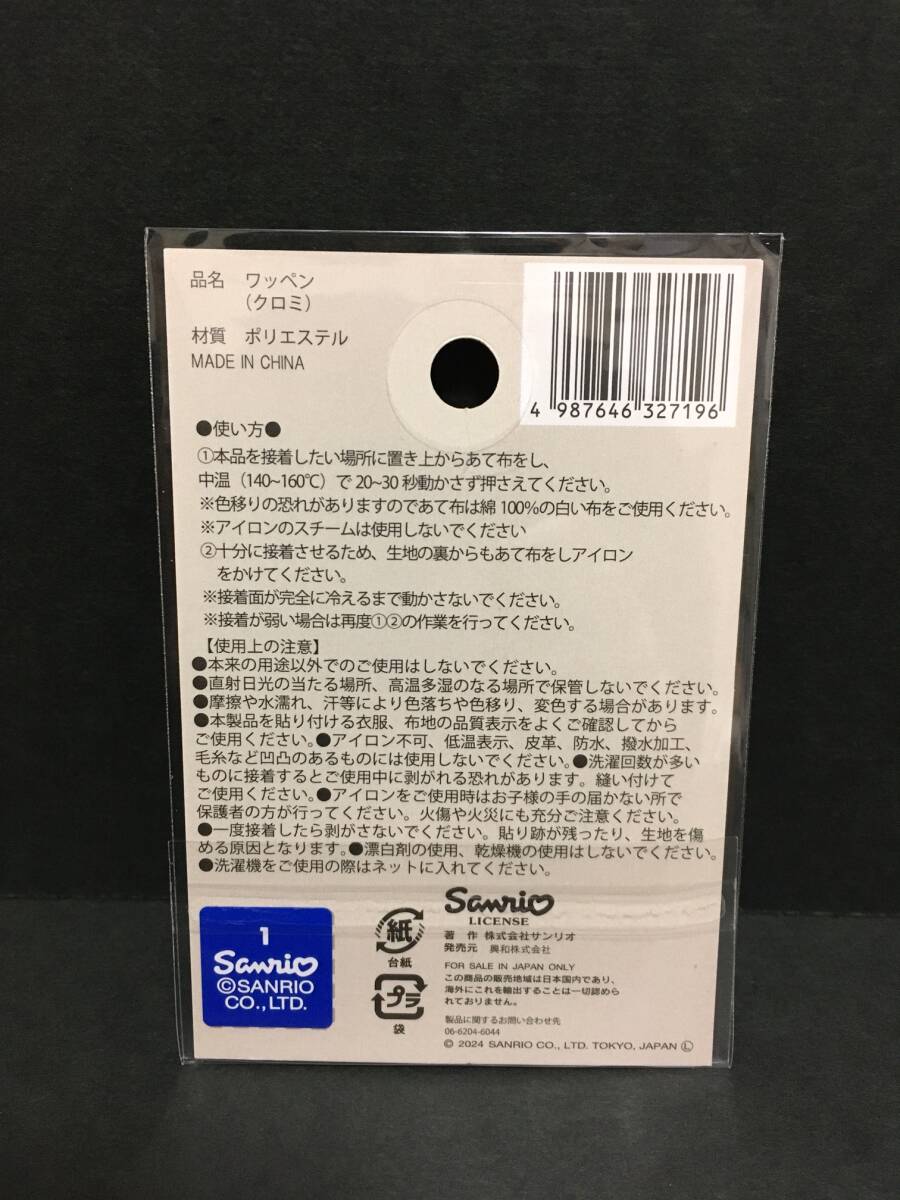 品名 ワッペン
（クロミ）
材質 ポリエステル
MADE IN CHINA
4 987646 327196
●使い方●
①本品を接着したい場所に置き上からあて布をし、
中温（140~160℃）で 20~30 秒動かさず押さえてください。
※色移りの恐れがありますのであて布は綿 100%の白い布をご使用ください。
※アイロンのスチームは使用しないでください
②十分に接着させるため、生地の裏からもあて布をしアイロン
をかけてください。
※接着面が完全に冷えるまで動かさないでください。
※接着が弱い場合は再度①②の作業を行ってください。
【使用上の注意】
●本来の用途以外でのご使用はしないでください。
●直射日光の当たる場所、高温多湿のなる場所で保管しないでください。
●摩擦や水濡れ、汗等により色落ちや色移り、変色する場合があります。
●本製品を貼り付ける衣服、布地の品質表示をよくご確認してから
ご使用ください。●アイロン不可、低温表示、皮革、防水、撥水加工、
毛糸など凹凸のあるものには使用しないでください。●洗濯回数が多い
ものに接着するとご使用中に剥がれる恐れがあります。縫い付けて
ご使用ください。●アイロンをご使用時はお子様の手の届かない所で
保護者の方が行ってください。火傷や火災にも充分ご注意ください。
●一度接着したら剥がさないでください。貼り跡が残ったり、生地を傷
める原因となります。●漂白剤の使用、乾燥機の使用はしないでください。
●洗濯機をご使用の際はネットに入れてください。
1
Sanrio
©SANRIO
CO.,LTD.
紙
台紙
プラ
袋
Sanrio
LICENSE
著 作 株式会社サンリオ
発売元 興和株式会社
FOR SALE IN JAPAN ONLY
この商品の販売地域は日本国内であり、
海外にこれを輸出することは一切認めら
れておりません。
製品に関するお問い合わせ先
06-6204-6044
© 2024 SANRIO CO., LTD. TOKYO, JAPAN Ⓛ